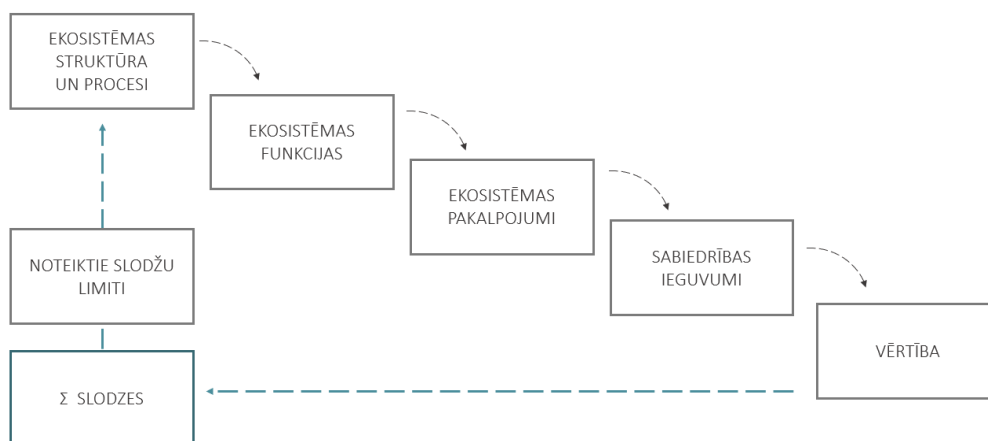 EKOSISTĒMAS
STRUKTŪRA
UN PROCESI
EKOSISTĒMAS
FUNKCIJAS
EKOSISTĒMAS
PAKALPOJUMI
SABIEDRĪBAS
IEGUVUMI
VĒRTĪBA
NOTEIKTIE SLODŽU
LIMITI
Σ SLODZES